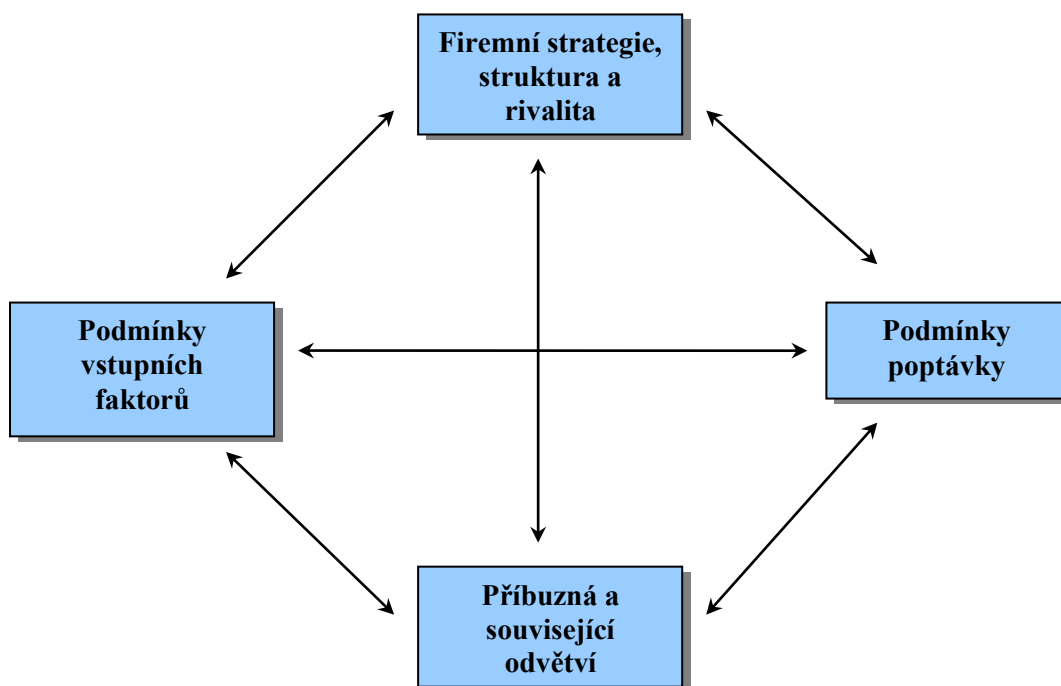 Firemní strategie,
struktura a
rivalita
Podmínky
vstupních
faktorů
Podmínky
poptávky
Příbuzná a
související
odvětví